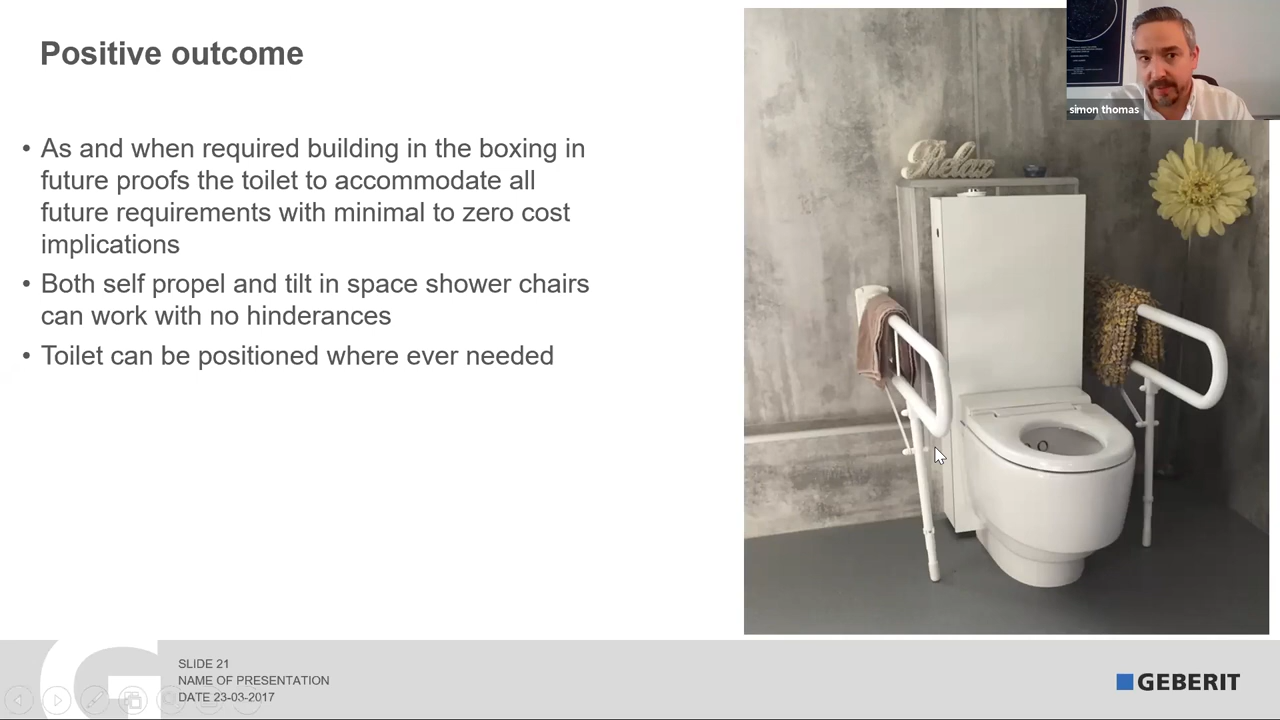 Positive outcome
• As and when required building in the boxing in
future proofs the toilet to accommodate all
future requirements with minimal to zero cost
implications
• Both self propel and tilt in space shower chairs
can work with no hinderances
• Toilet can be positioned where ever needed
Relax
simon thomas
SLIDE 21
NAME OF PRESENTATION
DATE 23-03-2017
GEBERIT